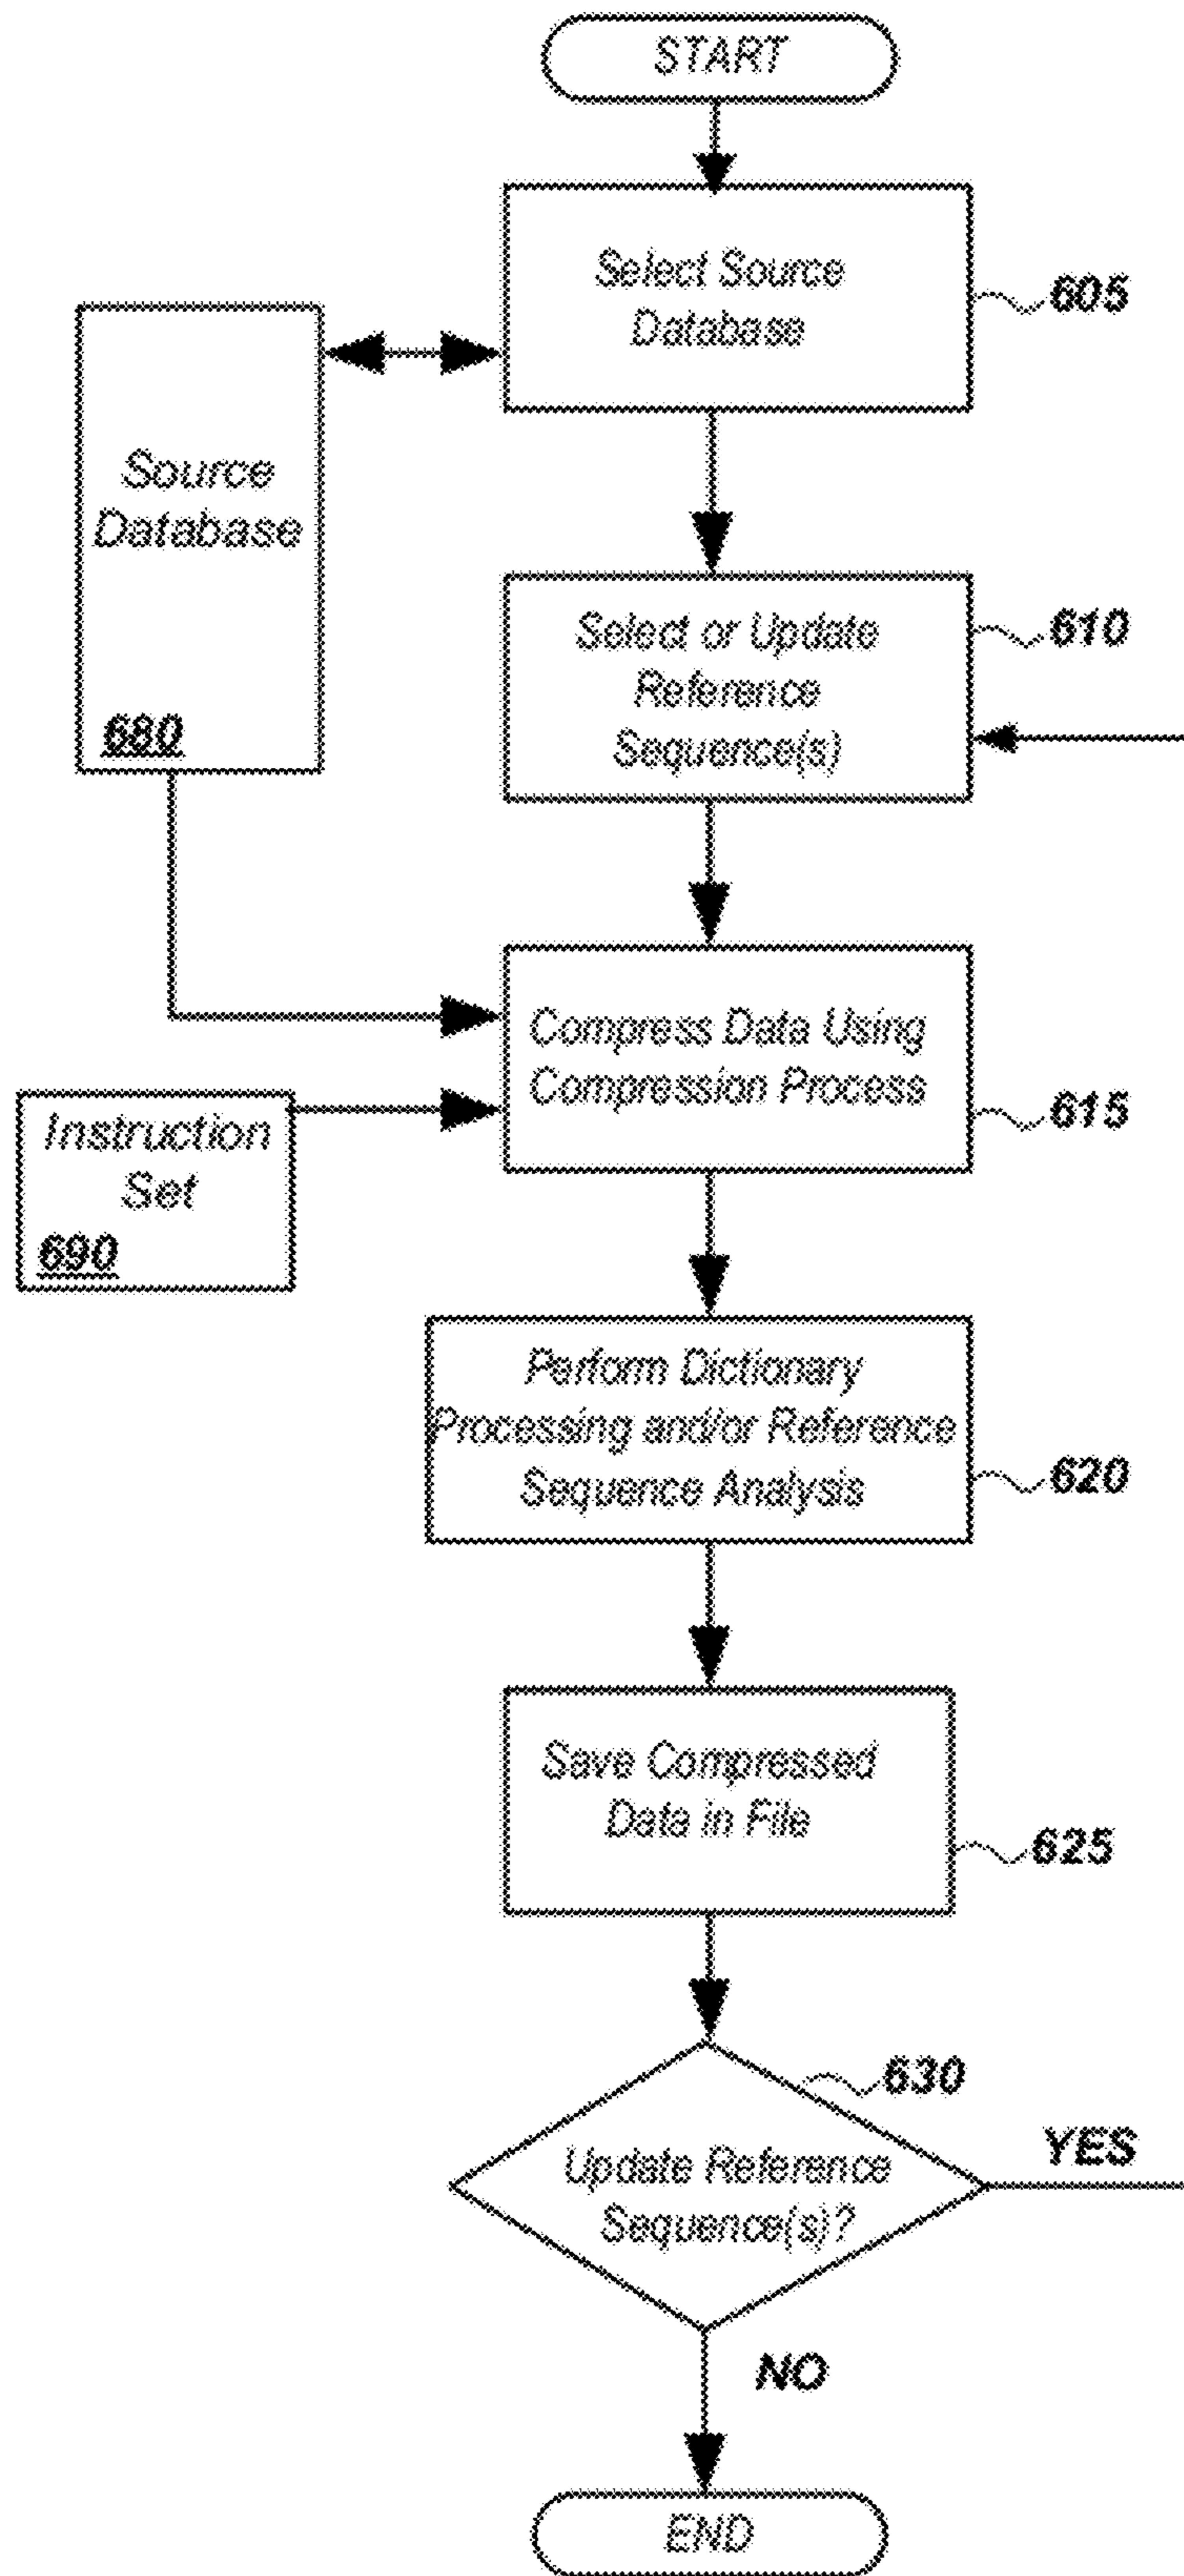 START
Select Source
Database
605
Source
Database
680
Select or Update
Reference
Sequence(s)
610
Compress Data Using
Compression Process
615
Instruction
Set
690
Perform Dictionary
Processing and/or Reference
Sequence Analysis
620
Save Compressed
Data in File
625
630
Update Reference
Sequence(s)?
YES
NO
END